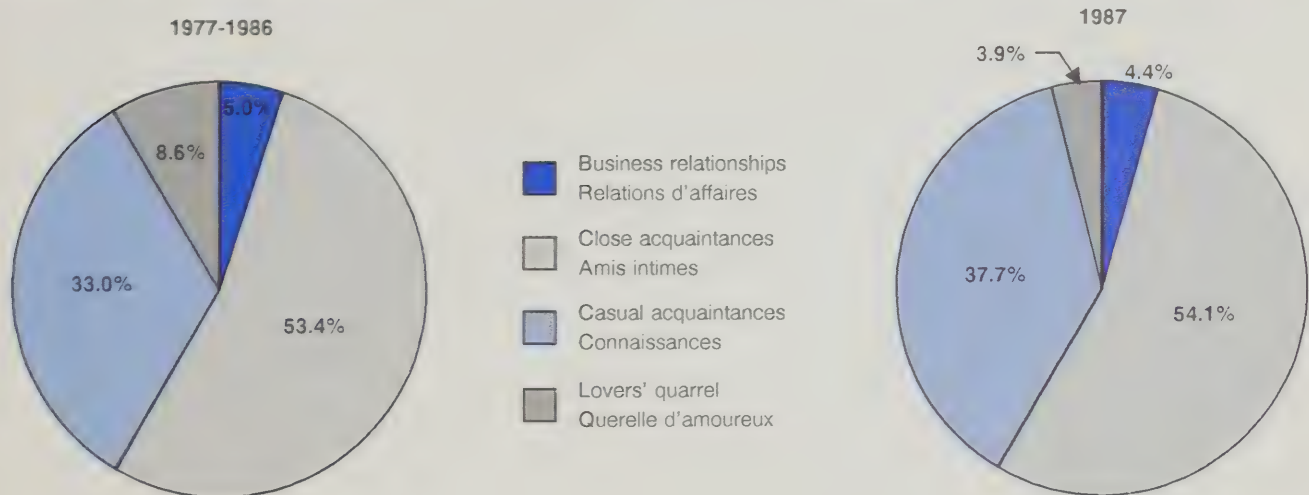 1977-1986
5.0%
8.6%
33.0%
53.4%
Business relationships
Relations d'affaires
Close acquaintances
Amis intimes
Casual acquaintances
Connaissances
Lovers' quarrel
Querelle d'amoureux
1987
3.9%
4.4%
37.7%
54.1%